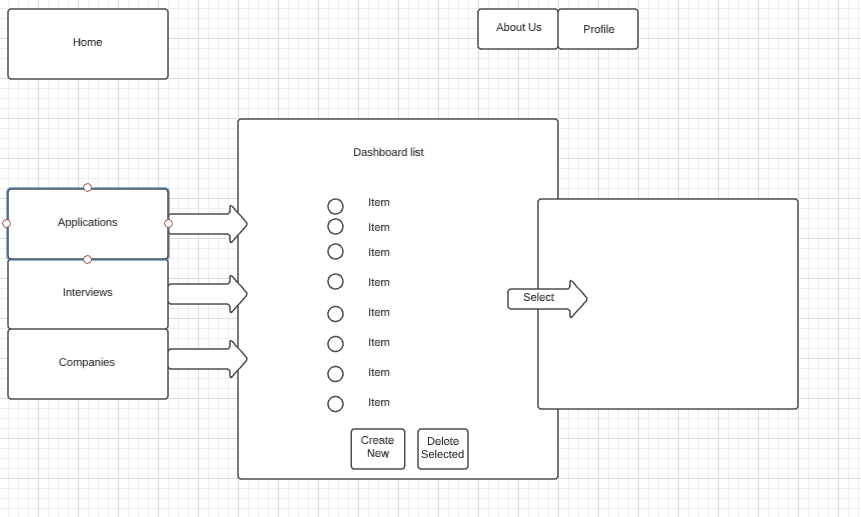 Home
About Us
Profile
Dashboard list
Applications
Interviews
Companies
Item
Item
Item
Item
Item
Item
Item
Item
Select
Create
New
Delete
Selected